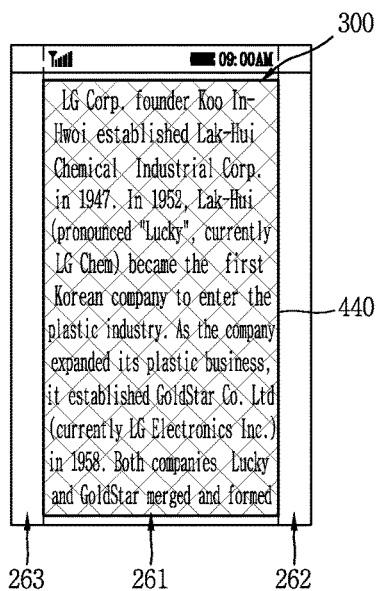 300
09:00AM
LG Corp. founder Koo In-
Hwoi established Lak-Hui
Chemical Industrial Corp.
in 1947. In 1952, Lak-Hui
(pronounced "Lucky", currently
LG Chem) became the first
Korean company to enter the
plastic industry. As the company
expanded its plastic business,
it established GoldStar Co. Ltd
(currently LG Electronics Inc.)
in 1958. Both companies Lucky
and GoldStar merged and formed
440
263 261 262